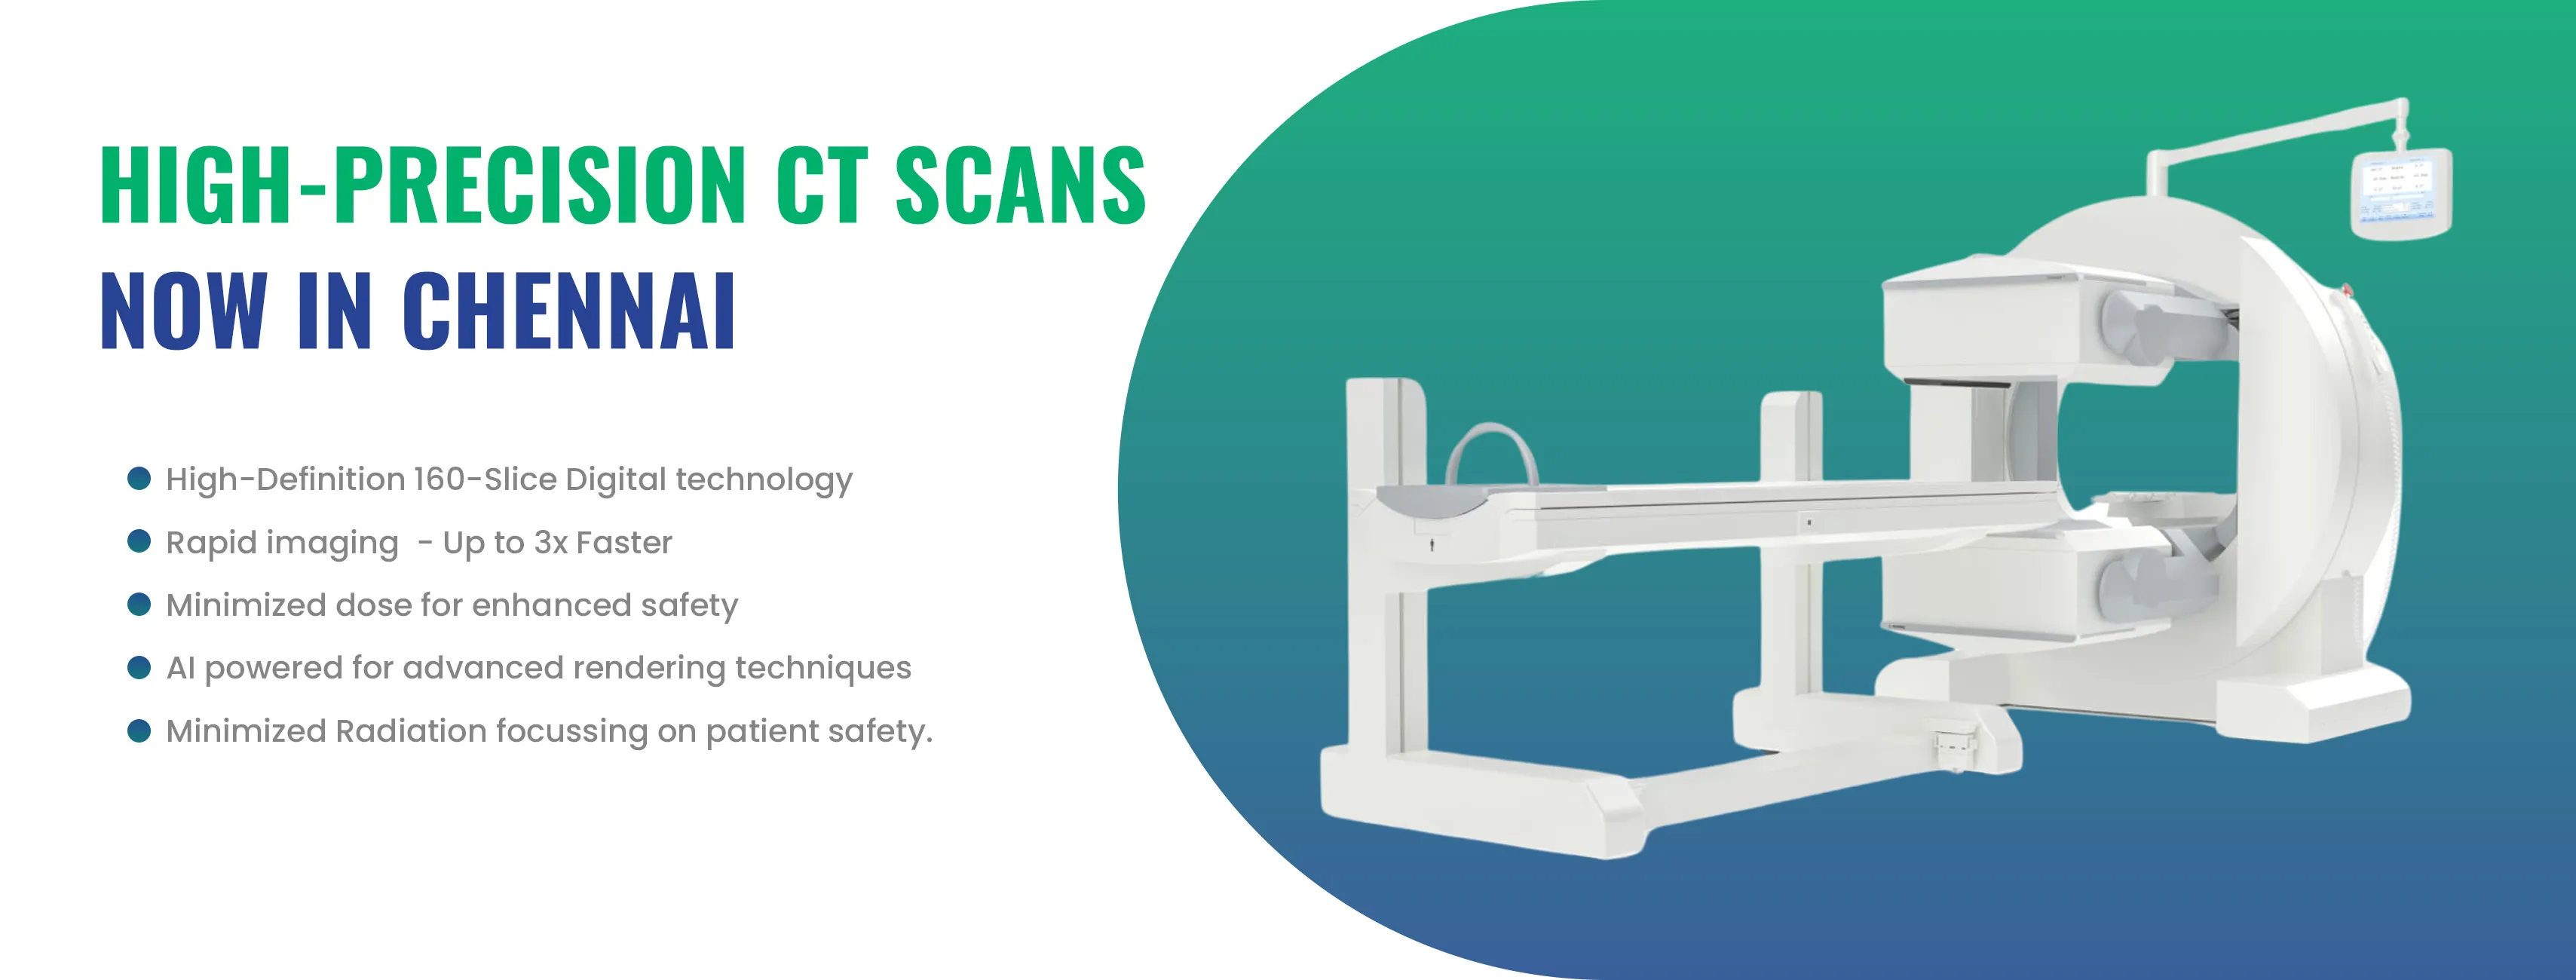 HIGH-PRECISION CT SCANS
NOW IN CHENNAI
High-Definition 160-Slice Digital technology
Rapid imaging - Up to 3x Faster
Minimized dose for enhanced safety
AI powered for advanced rendering techniques
Minimized Radiation focussing on patient safety.